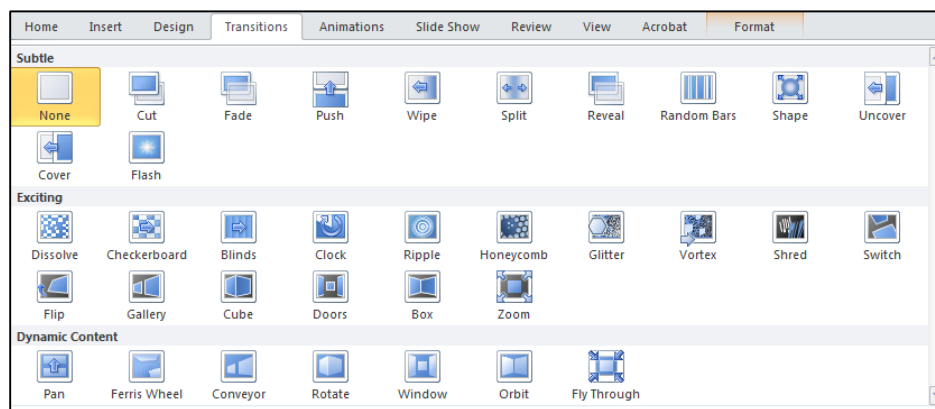 Home Insert Design Transitions Animations Slide Show Review View Acrobat Format
Subtle
None Cut Fade Push Wipe Split Reveal Random Bars Shape Uncover
Cover Flash
Exciting
Dissolve Checkerboard Blinds Clock Ripple Honeycomb Glitter Vortex Shred Switch
Flip Gallery Cube Doors Box Zoom
Dynamic Content
Pan Ferris Wheel Conveyor Rotate Window Orbit Fly Through